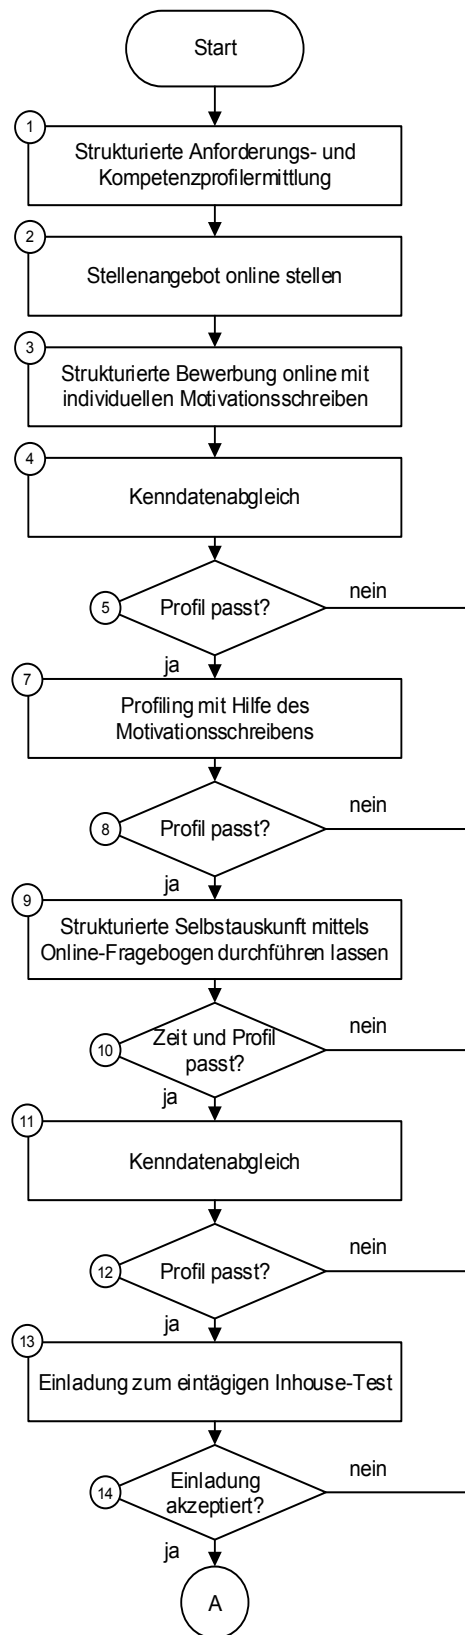 Start
1
Strukturierte Anforderungs- und
Kompetenzprofilermittlung
2
Stellenangebot online stellen
3
Strukturierte Bewerbung online mit
individuellen Motivationsschreiben
4
Kenndatenabgleich
5
Profil passt?
nein
ja
7
Profiling mit Hilfe des
Motivationsschreibens
8
Profil passt?
nein
ja
9
Strukturierte Selbstauskunft mittels
Online-Fragebogen durchführen lassen
10
Zeit und Profil
passt?
nein
ja
11
Kenndatenabgleich
12
Profil passt?
nein
ja
13
Einladung zum eintägigen Inhouse-Test
14
Einladung
akzeptiert?
nein
ja
A